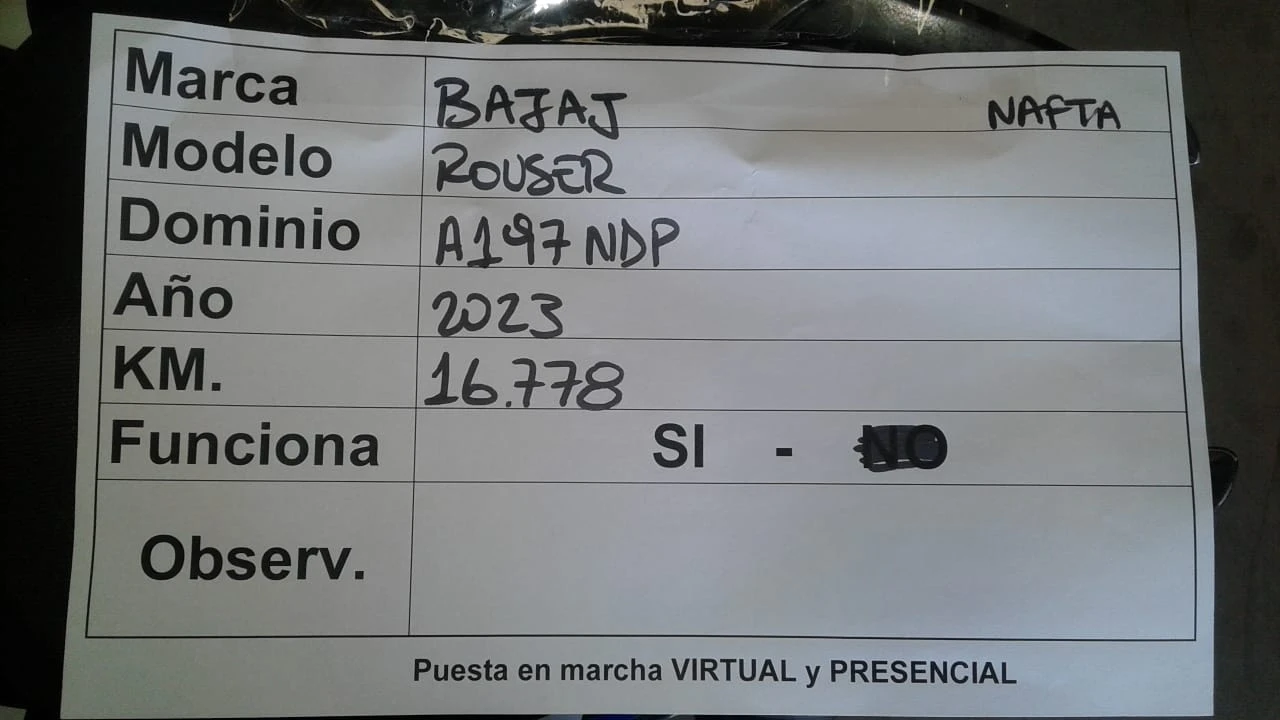 Marca BAJAJ NAFTA
Modelo ROUSER
Dominio A197NDP
Año 2023
KM. 16.778
Funciona SI - NO
Observ.
Puesta en marcha VIRTUAL y PRESENCIAL